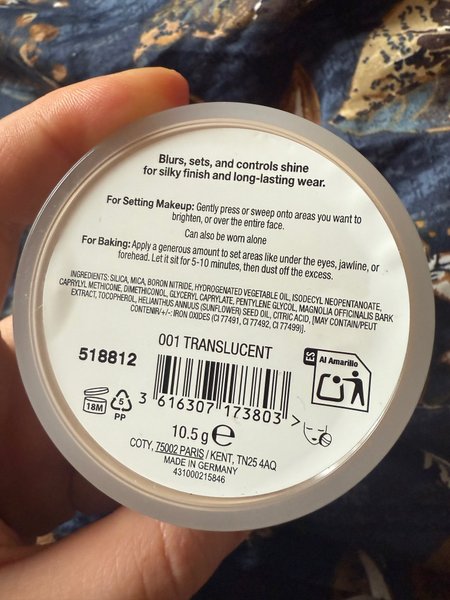 Blurs, sets, and controls shine
for silky finish and long-lasting wear.
For Setting Makeup: Gently press or sweep onto areas you want to
brighten, or over the entire face.
Can also be worn alone
For Baking: Apply a generous amount to set areas like under the eyes, jawline, or
forehead. Let it sit for 5-10 minutes, then dust off the excess.
INGREDIENTS: SILICA, MICA, BORON NITRIDE, HYDROGENATED VEGETABLE OIL, ISODECYL NEOPENTANOATE,
CAPRYLYL METHICONE, DIMETHICONOL, GLYCERYL CAPRYLATE, PENTYLENE GLYCOL, MAGNOLIA OFFICINALIS BARK
EXTRACT, TOCOPHEROL, HELIANTHUS ANNUUS (SUNFLOWER) SEED OIL, CITRIC ACID, [MAY CONTAIN/PEUT
CONTENIR/+/-: IRON OXIDES (CI 77491, CI 77492, CI 77499)].
001 TRANSLUCENT
518812
ES Al Amarillo
18M
5
PP
3 616307 173803 >
10.5 g ℮
COTY, 75002 PARIS / KENT, TN25 4AQ
MADE IN GERMANY
431000215846